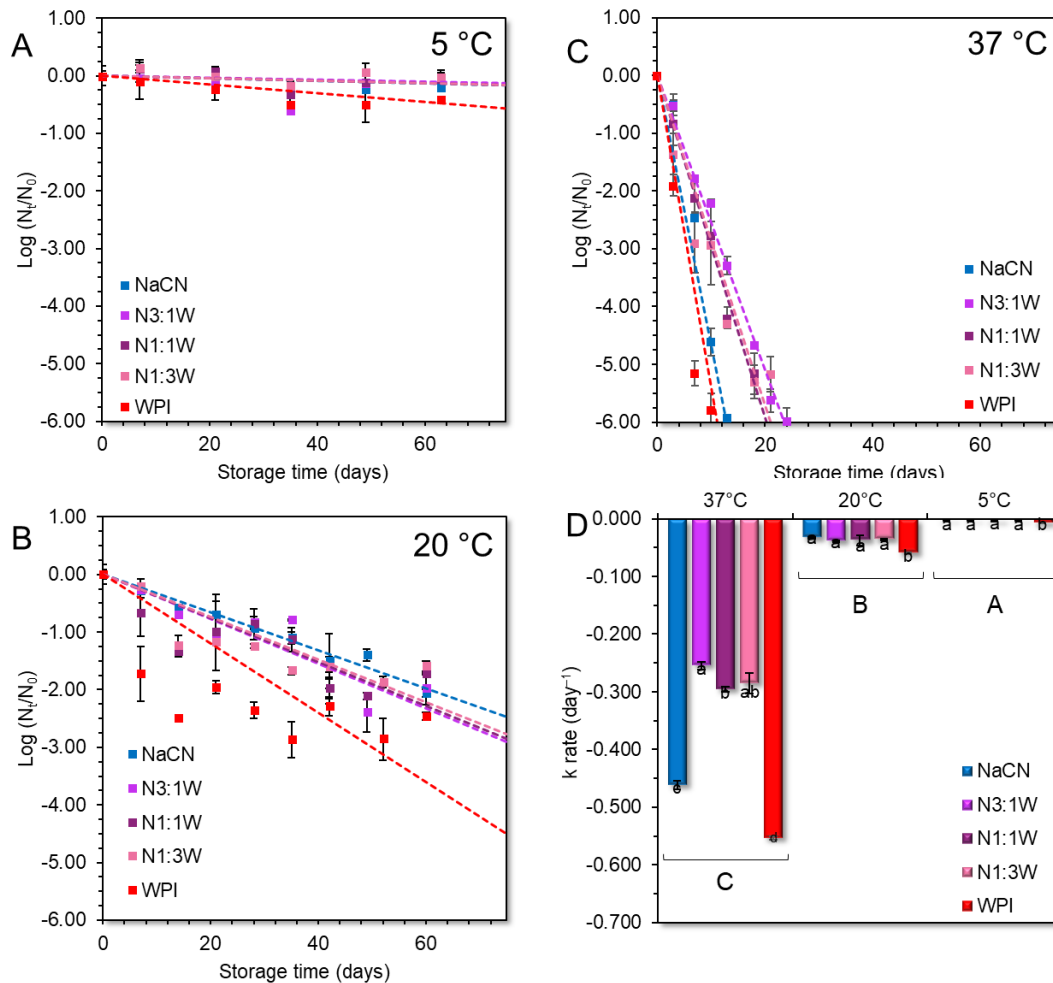 A
5 °C
1.00
0.00
-1.00
-2.00
-3.00
-4.00
-5.00
-6.00
Log (Nt/N0)
NaCN
N3:1W
N1:1W
N1:3W
WPI
0 20 40 60
Storage time (days)
B
20 °C
1.00
0.00
-1.00
-2.00
-3.00
-4.00
-5.00
-6.00
Log (Nt/N0)
NaCN
N3:1W
N1:1W
N1:3W
WPI
0 20 40 60
Storage time (days)
C
37 °C
1.00
0.00
-1.00
-2.00
-3.00
-4.00
-5.00
-6.00
Log (Nt/N0)
NaCN
N3:1W
N1:1W
N1:3W
WPI
0 20 40 60
Storage time (days)
D
37°C 20°C 5°C
0.000
-0.100
-0.200
-0.300
-0.400
-0.500
-0.600
-0.700
k rate (day⁻¹)
a a a a b
a a a a b
B A
a b ab
d
C
NaCN
N3:1W
N1:1W
N1:3W
WPI